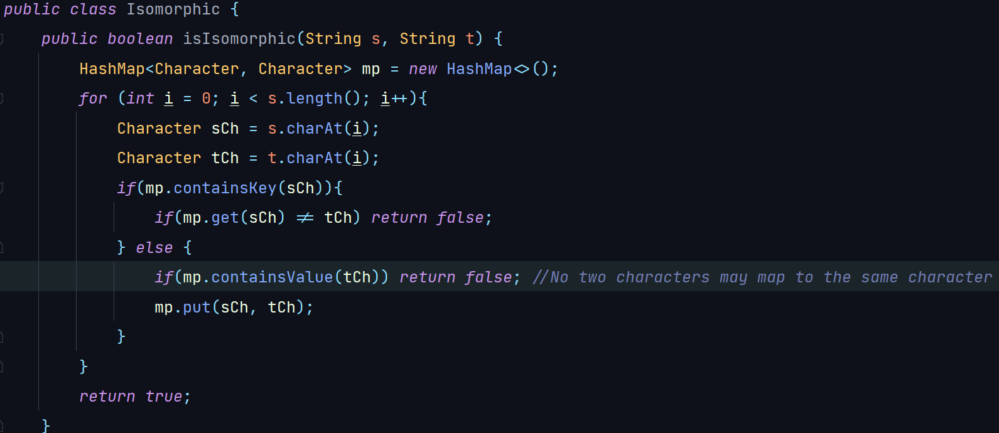 public class Isomorphic {
    public boolean isIsomorphic(String s, String t) {
        HashMap<Character, Character> mp = new HashMap<>();
        for (int i = 0; i < s.length(); i++){
            Character sCh = s.charAt(i);
            Character tCh = t.charAt(i);
            if(mp.containsKey(sCh)){
                if(mp.get(sCh) != tCh) return false;
            } else {
                if(mp.containsValue(tCh)) return false; //No two characters may map to the same character
                mp.put(sCh, tCh);
            }
        }
        return true;
    }